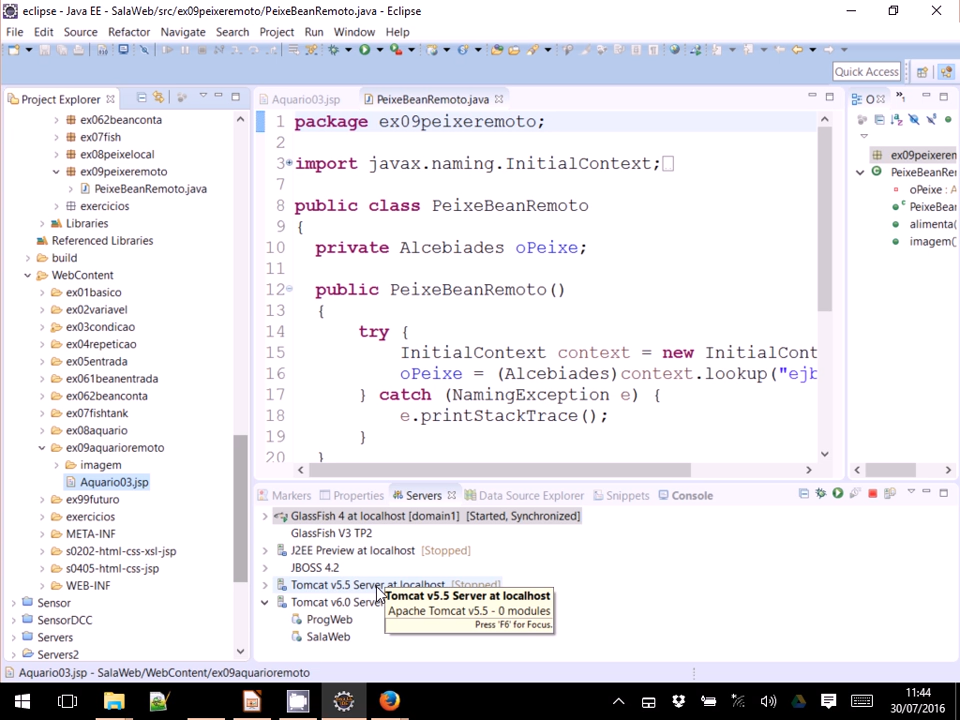 eclipse - Java EE - SalaWeb/src/ex09peixeremoto/PeixeBeanRemoto.java - Eclipse
File Edit Source Refactor Navigate Search Project Run Window Help
Quick Access
Project Explorer
ex062beanconta
ex07fish
ex08peixelocal
ex09peixeremoto
PeixeBeanRemoto.java
exercicios
Libraries
Referenced Libraries
build
WebContent
ex01basico
ex02variavel
ex03condicao
ex04repeticao
ex05entrada
ex061beanentrada
ex062beanconta
ex07fishtank
ex08aquario
ex09aquarioremoto
imagem
Aquario03.jsp
ex99futuro
exercicios
META-INF
s0202-html-css-xsl-jsp
s0405-html-css-jsp
WEB-INF
Sensor
SensorDCC
Servers
Servers2
Aquario03.jsp PeixeBeanRemoto.java
1 package ex09peixeremoto;
2
3 import javax.naming.InitialContext;
7
8 public class PeixeBeanRemoto
9 {
10 private Alcebiades oPeixe;
11
12 public PeixeBeanRemoto()
13 {
14 try {
15 InitialContext context = new InitialCont
16 oPeixe = (Alcebiades)context.lookup("ejb
17 } catch (NamingException e) {
18 e.printStackTrace();
19 }
20 }
O
ex09peixerem
PeixeBeanRe
oPeixe : A
PeixeBear
alimenta(
imagem(
Markers Properties Servers Data Source Explorer Snippets Console
GlassFish 4 at localhost [domain1] [Started, Synchronized]
GlassFish V3 TP2
J2EE Preview at localhost [Stopped]
JBOSS 4.2
Tomcat v5.5 Server at localhost [Stopped]
Tomcat v6.0 Serve
ProgWeb
SalaWeb
Tomcat v5.5 Server at localhost
Apache Tomcat v5.5 - 0 modules
Press 'F6' for Focus.
Aquario03.jsp - SalaWeb/WebContent/ex09aquarioremoto
11:44
30/07/2016